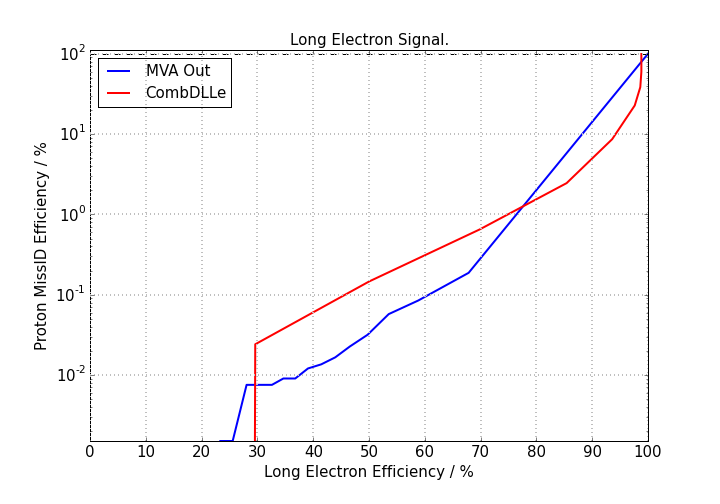 Long Electron Signal.
MVA Out
CombDLLe
Proton MissID Efficiency / %
10^2
10^1
10^0
10^-1
10^-2
0 10 20 30 40 50 60 70 80 90 100
Long Electron Efficiency / %